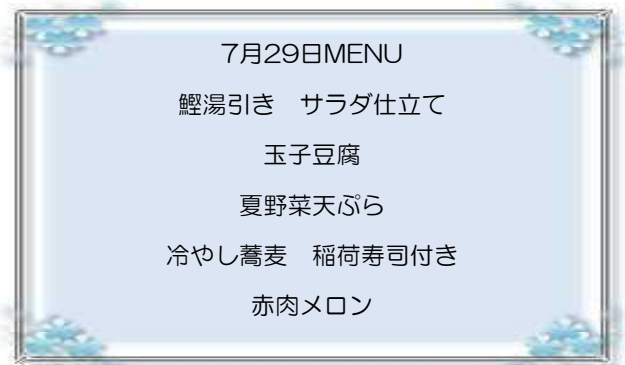 7月29日MENU
鰹湯引き　サラダ仕立て
玉子豆腐
夏野菜天ぷら
冷やし蕎麦　稲荷寿司付き
赤肉メロン